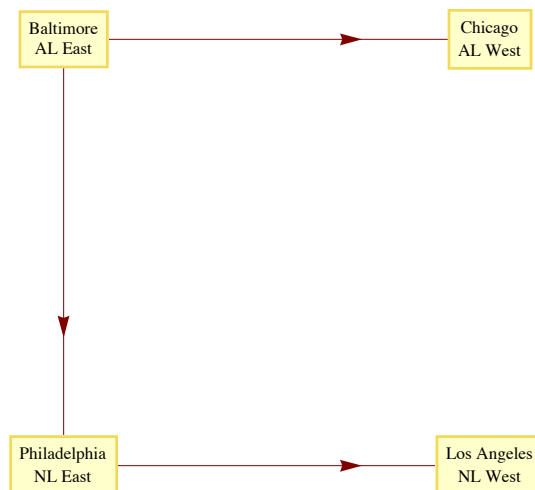 Baltimore
AL East
Chicago
AL West
Philadelphia
NL East
Los Angeles
NL West